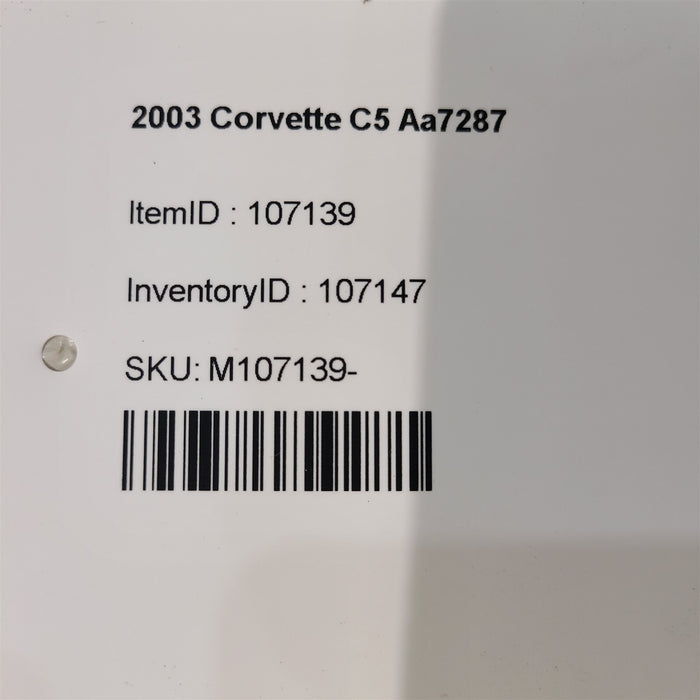 2003 Corvette C5 Aa7287
ItemID : 107139
InventoryID : 107147
SKU: M107139-